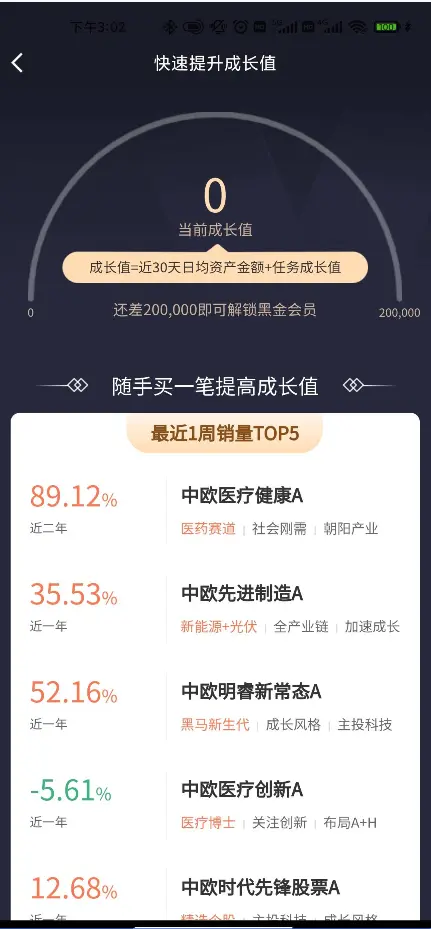 下午3:02
快速提升成长值
0
当前成长值
成长值=近30天日均资产金额+任务成长值
0
还差200,000即可解锁黑金会员
200,000
随手买一笔提高成长值
最近1周销量TOP5
89.12%
中欧医疗健康A
近二年
医药赛道 | 社会刚需 | 朝阳产业
35.53%
中欧先进制造A
近一年
新能源+光伏 | 全产业链 | 加速成长
52.16%
中欧明睿新常态A
近一年
黑马新生代 | 成长风格 | 主投科技
-5.61%
中欧医疗创新A
近一年
医疗博士 | 关注创新 | 布局A+H
12.68%
中欧时代先锋股票A
近一年
精选个股 | 主投科技 | 成长风格